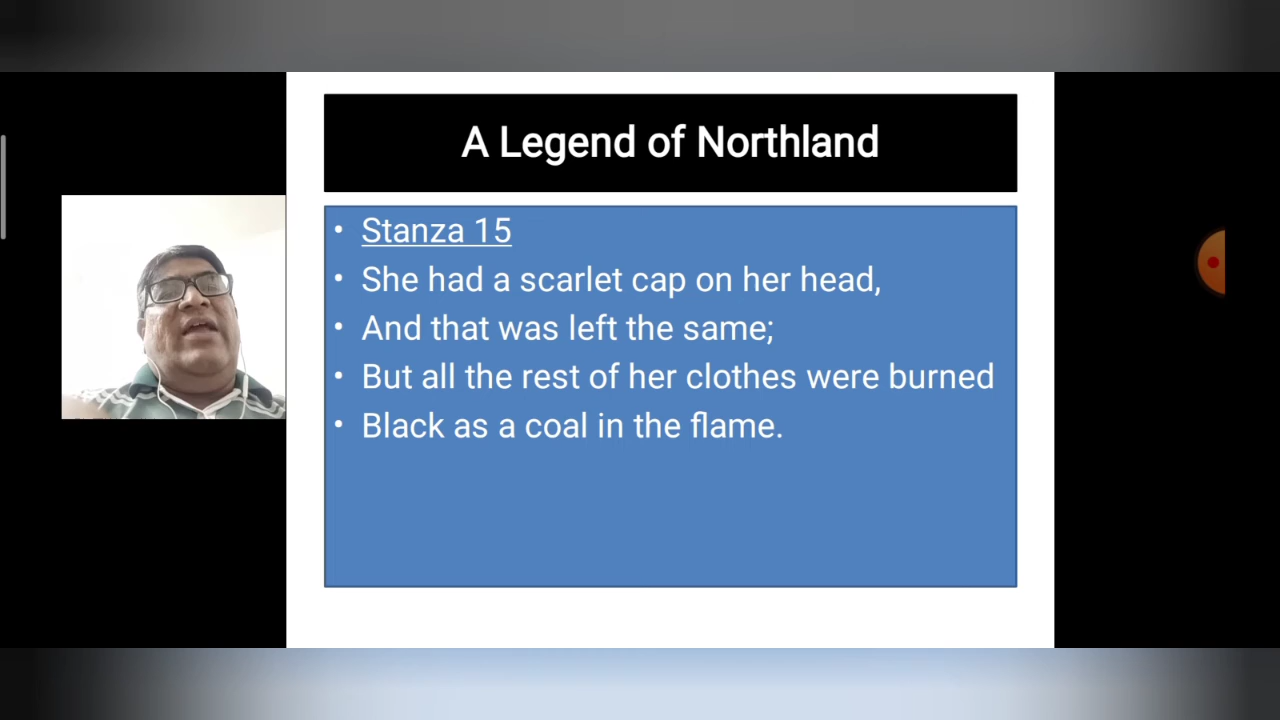 A Legend of Northland
• Stanza 15
• She had a scarlet cap on her head,
• And that was left the same;
• But all the rest of her clothes were burned
• Black as a coal in the flame.